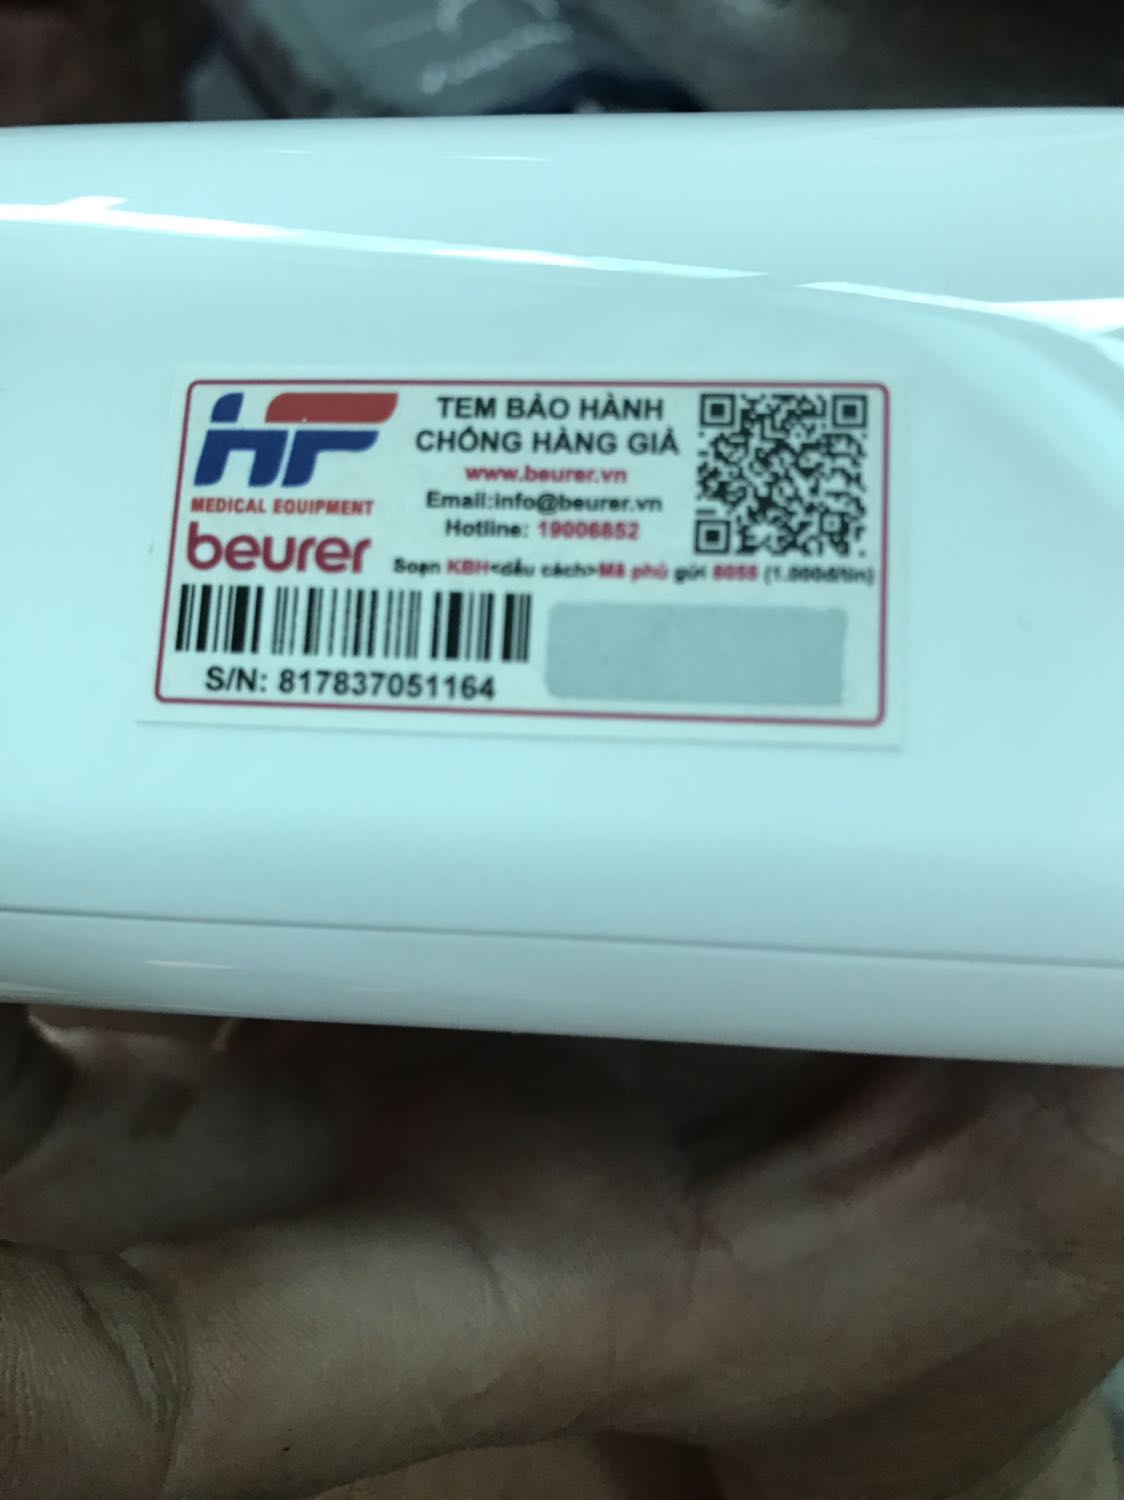 HF
MEDICAL EQUIPMENT
beurer
TEM BẢO HÀNH
CHỐNG HÀNG GIẢ
www.beurer.vn
Email:info@beurer.vn
Hotline: 19006852
Soạn KBH<dấu cách>Mã phủ gửi 8055 (1.000đ/tin)
S/N: 817837051164